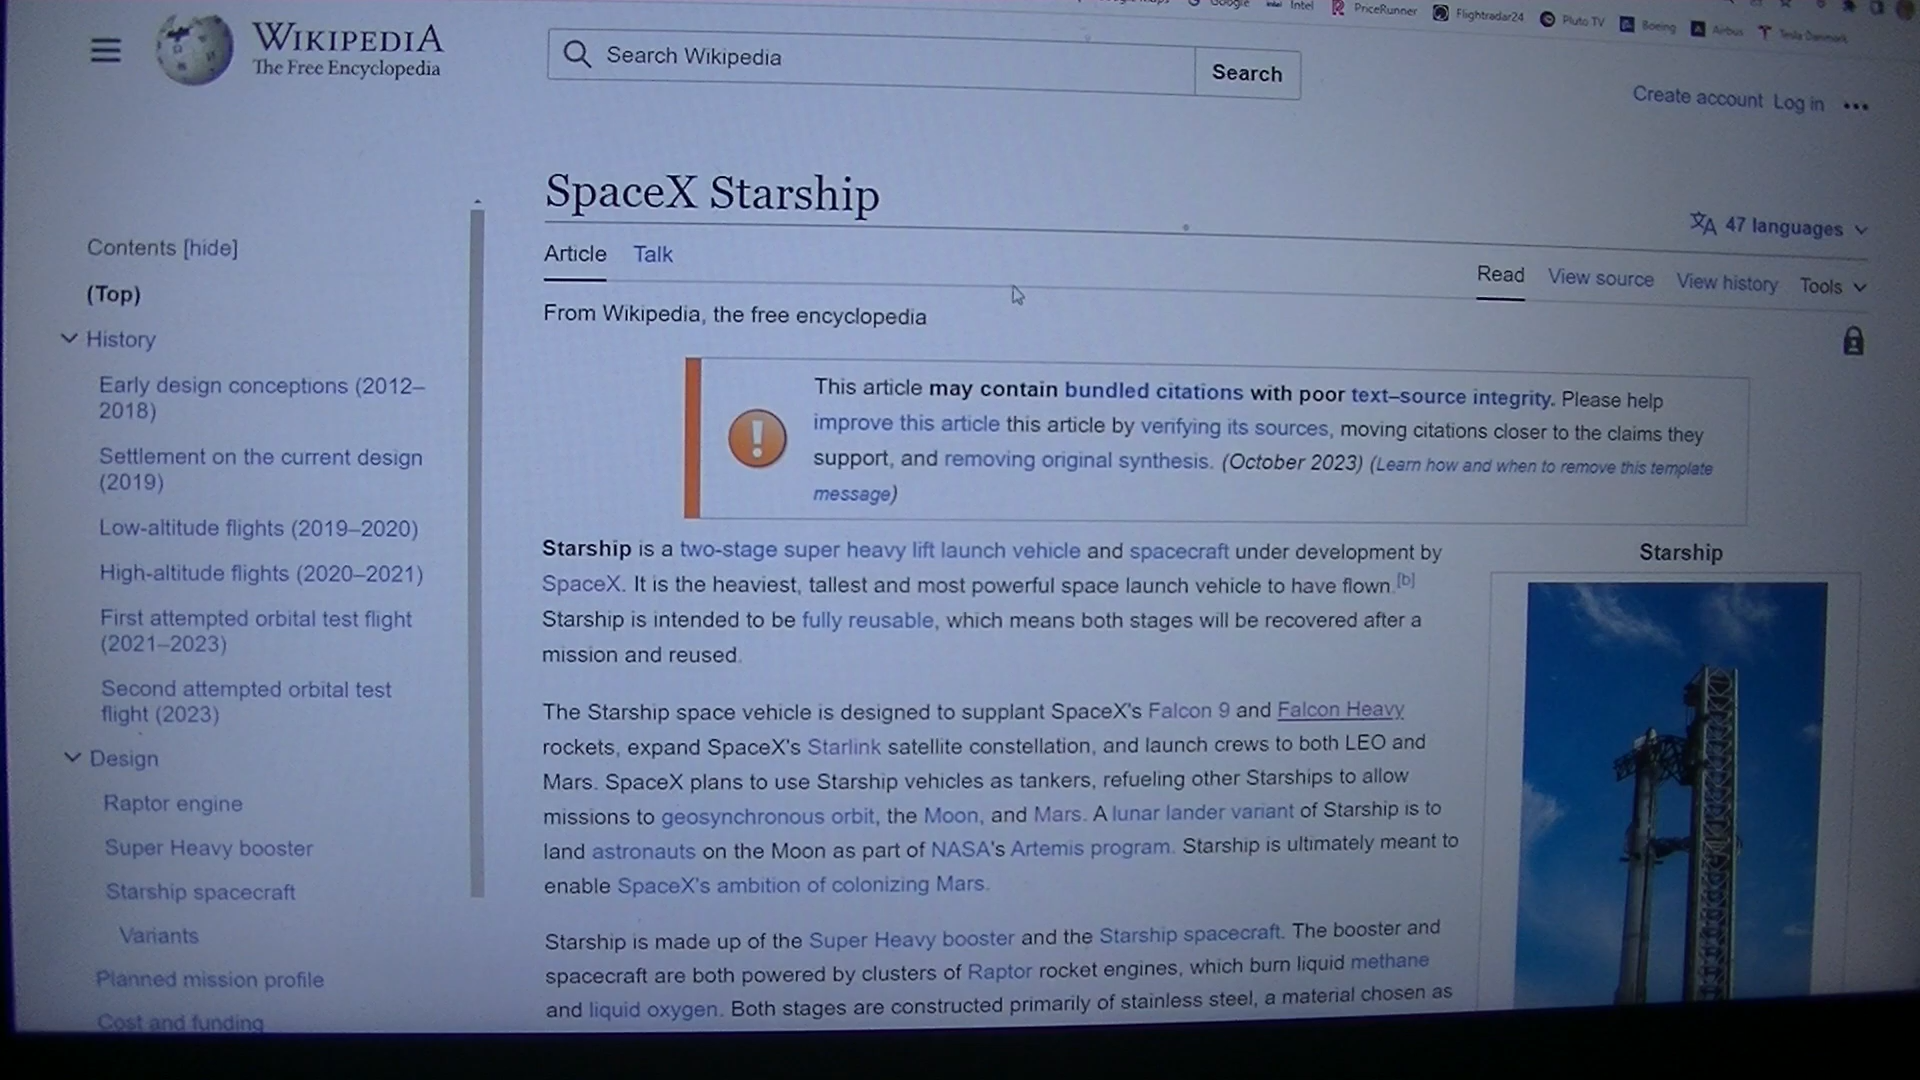 Google Intel PriceRunner Flightradar24 Pluto TV Boeing Airbus Tesla Danmark
WIKIPEDIA
The Free Encyclopedia
Search Wikipedia
Search
Create account Log in
SpaceX Starship
47 languages
Article Talk
Read View source View history Tools
From Wikipedia, the free encyclopedia
Contents [hide]
(Top)
History
Early design conceptions (2012–
2018)
Settlement on the current design
(2019)
Low-altitude flights (2019–2020)
High-altitude flights (2020–2021)
First attempted orbital test flight
(2021–2023)
Second attempted orbital test
flight (2023)
Design
Raptor engine
Super Heavy booster
Starship spacecraft
Variants
Planned mission profile
Cost and funding
This article may contain bundled citations with poor text–source integrity. Please help
improve this article this article by verifying its sources, moving citations closer to the claims they
support, and removing original synthesis. (October 2023) (Learn how and when to remove this template
message)
Starship is a two-stage super heavy lift launch vehicle and spacecraft under development by
SpaceX. It is the heaviest, tallest and most powerful space launch vehicle to have flown.[b]
Starship is intended to be fully reusable, which means both stages will be recovered after a
mission and reused.
The Starship space vehicle is designed to supplant SpaceX's Falcon 9 and Falcon Heavy
rockets, expand SpaceX's Starlink satellite constellation, and launch crews to both LEO and
Mars. SpaceX plans to use Starship vehicles as tankers, refueling other Starships to allow
missions to geosynchronous orbit, the Moon, and Mars. A lunar lander variant of Starship is to
land astronauts on the Moon as part of NASA's Artemis program. Starship is ultimately meant to
enable SpaceX's ambition of colonizing Mars.
Starship is made up of the Super Heavy booster and the Starship spacecraft. The booster and
spacecraft are both powered by clusters of Raptor rocket engines, which burn liquid methane
and liquid oxygen. Both stages are constructed primarily of stainless steel, a material chosen as
Starship